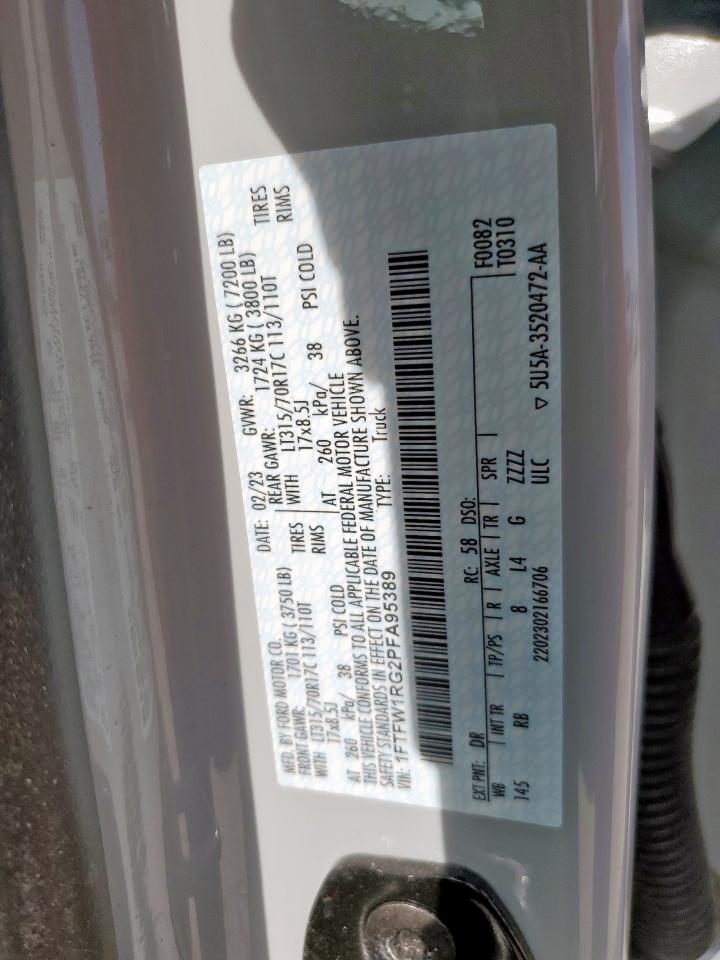 MFD. BY FORD MOTOR CO.
DATE: 02/23 GVWR: 3266 KG ( 7200 LB)
FRONT GAWR: 1701 KG ( 3750 LB) REAR GAWR: 1724 KG ( 3800 LB)
WITH LT315/70R17C 113/110T TIRES WITH LT315/70R17C 113/110T TIRES
17x8.5J RIMS 17x8.5J RIMS
AT 260 kPa/ 38 PSI COLD AT 260 kPa/ 38 PSI COLD
THIS VEHICLE CONFORMS TO ALL APPLICABLE FEDERAL MOTOR VEHICLE
SAFETY STANDARDS IN EFFECT ON THE DATE OF MANUFACTURE SHOWN ABOVE.
VIN: 1FTFW1RG2PFA95389 TYPE: Truck
EXT PNT: DR RC: 58 DSO: F0082
WB INT TR TP/PS R AXLE TR SPR T0310
145 RB 8 L4 G ZZZZ
2202302166706 ULC ▽ 5U5A-3520472-AA